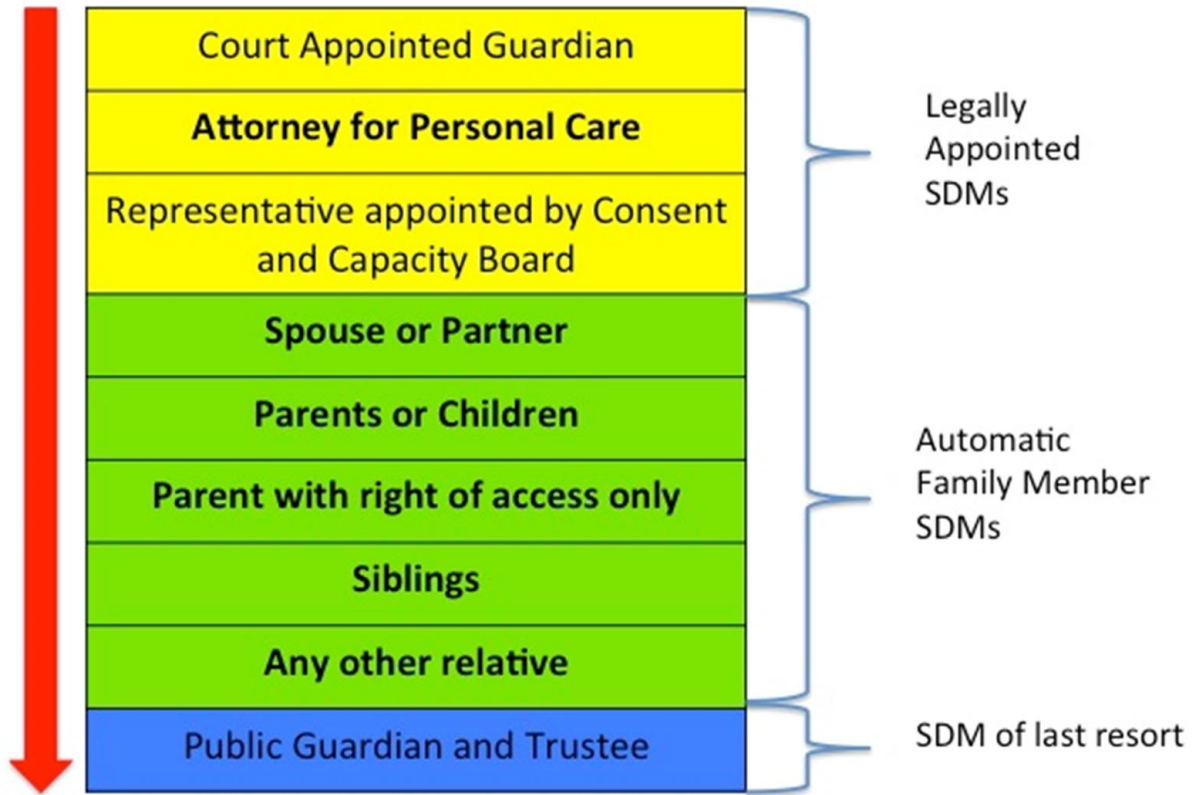 Court Appointed Guardian
Attorney for Personal Care
Representative appointed by Consent
and Capacity Board
Spouse or Partner
Parents or Children
Parent with right of access only
Siblings
Any other relative
Public Guardian and Trustee
Legally
Appointed
SDMs
Automatic
Family Member
SDMs
SDM of last resort